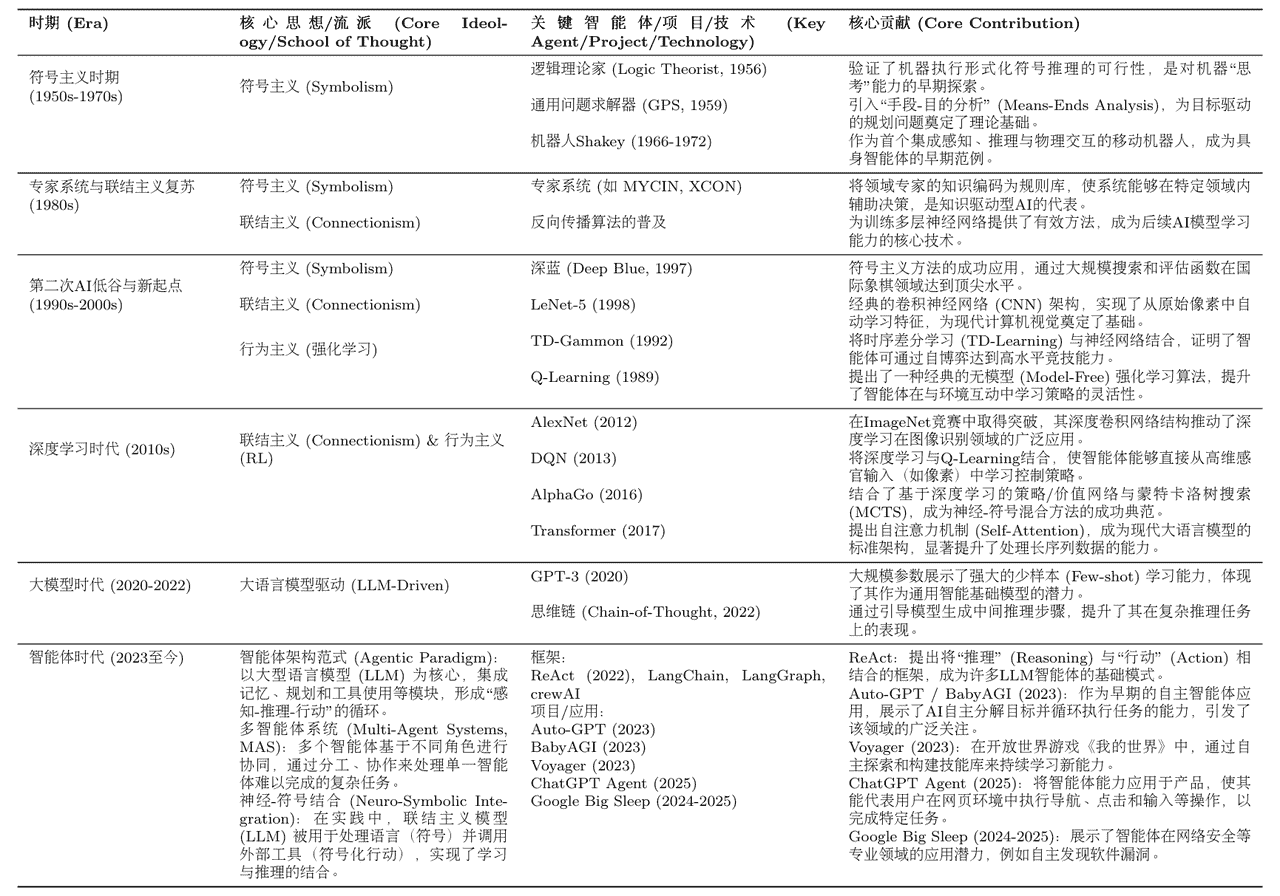 时期 (Era)
核心思想/流派 (Core Ideol-
ogy/School of Thought)
关键智能体/项目/技术 (Key
Agent/Project/Technology)
核心贡献 (Core Contribution)
符号主义时期
(1950s-1970s)
符号主义 (Symbolism)
逻辑理论家 (Logic Theorist, 1956)
验证了机器执行形式化符号推理的可行性，是对机器“思
考”能力的早期探索。
通用问题求解器 (GPS, 1959)
引入“手段-目的分析” (Means-Ends Analysis)，为目标驱动
的规划问题奠定了理论基础。
机器人Shakey (1966-1972)
作为首个集成感知、推理与物理交互的移动机器人，成为具
身智能体的早期范例。
专家系统与联结主义复苏
(1980s)
符号主义 (Symbolism)
专家系统 (如 MYCIN, XCON)
将领域专家的知识编码为规则库，使系统能够在特定领域内
辅助决策，是知识驱动型AI的代表。
联结主义 (Connectionism)
反向传播算法的普及
为训练多层神经网络提供了有效方法，成为后续AI模型学习
能力的核心技术。
第二次AI低谷与新起点
(1990s-2000s)
符号主义 (Symbolism)
深蓝 (Deep Blue, 1997)
符号主义方法的成功应用，通过大规模搜索和评估函数在国
际象棋领域达到顶尖水平。
联结主义 (Connectionism)
LeNet-5 (1998)
经典的卷积神经网络 (CNN) 架构，实现了从原始像素中自
动学习特征，为现代计算机视觉奠定了基础。
行为主义 (强化学习)
TD-Gammon (1992)
将时序差分学习 (TD-Learning) 与神经网络结合，证明了智
能体可通过自博弈达到高水平竞技能力。
Q-Learning (1989)
提出了一种经典的无模型 (Model-Free) 强化学习算法，提升
了智能体在与环境互动中学习策略的灵活性。
深度学习时代 (2010s)
联结主义 (Connectionism) & 行为主义
(RL)
AlexNet (2012)
在ImageNet竞赛中取得突破，其深度卷积网络结构推动了深
度学习在图像识别领域的广泛应用。
DQN (2013)
将深度学习与Q-Learning结合，使智能体能够直接从高维感
官输入（如像素）中学习控制策略。
AlphaGo (2016)
结合了基于深度学习的策略/价值网络与蒙特卡洛树搜索
(MCTS)，成为神经-符号混合方法的成功典范。
Transformer (2017)
提出自注意力机制 (Self-Attention)，成为现代大语言模型的
标准架构，显著提升了处理长序列数据的能力。
大模型时代 (2020-2022)
大语言模型驱动 (LLM-Driven)
GPT-3 (2020)
大规模参数展示了强大的少样本 (Few-shot) 学习能力，体现
了其作为通用智能基础模型的潜力。
思维链 (Chain-of-Thought, 2022)
通过引导模型生成中间推理步骤，提升了其在复杂推理任务
上的表现。
智能体时代 (2023至今)
智能体架构范式 (Agentic Paradigm)：
以大型语言模型 (LLM) 为核心，集成
记忆、规划和工具使用等模块，形成“感
知-推理-行动”的循环。
多智能体系统 (Multi-Agent Systems,
MAS)：多个智能体基于不同角色进行
协同，通过分工、协作来处理单一智能
体难以完成的复杂任务。
神经-符号结合 (Neuro-Symbolic Inte-
gration)：在实践中，联结主义模型
(LLM) 被用于处理语言（符号）并调用
外部工具（符号化行动），实现了学习
与推理的结合。
框架：
ReAct (2022), LangChain, LangGraph,
crewAI
项目/应用：
Auto-GPT (2023)
BabyAGI (2023)
Voyager (2023)
ChatGPT Agent (2025)
Google Big Sleep (2024-2025)
ReAct：提出将“推理” (Reasoning) 与“行动” (Action) 相
结合的框架，成为许多LLM智能体的基础模式。
Auto-GPT / BabyAGI (2023)：作为早期的自主智能体应
用，展示了AI自主分解目标并循环执行任务的能力，引发了
该领域的广泛关注。
Voyager (2023)：在开放世界游戏《我的世界》中，通过自
主探索和构建技能库来持续学习新能力。
ChatGPT Agent (2025)：将智能体能力应用于产品，使其
能代表用户在网页环境中执行导航、点击和输入等操作，以
完成特定任务。
Google Big Sleep (2024-2025)：展示了智能体在网络安全等
专业领域的应用潜力，例如自主发现软件漏洞。